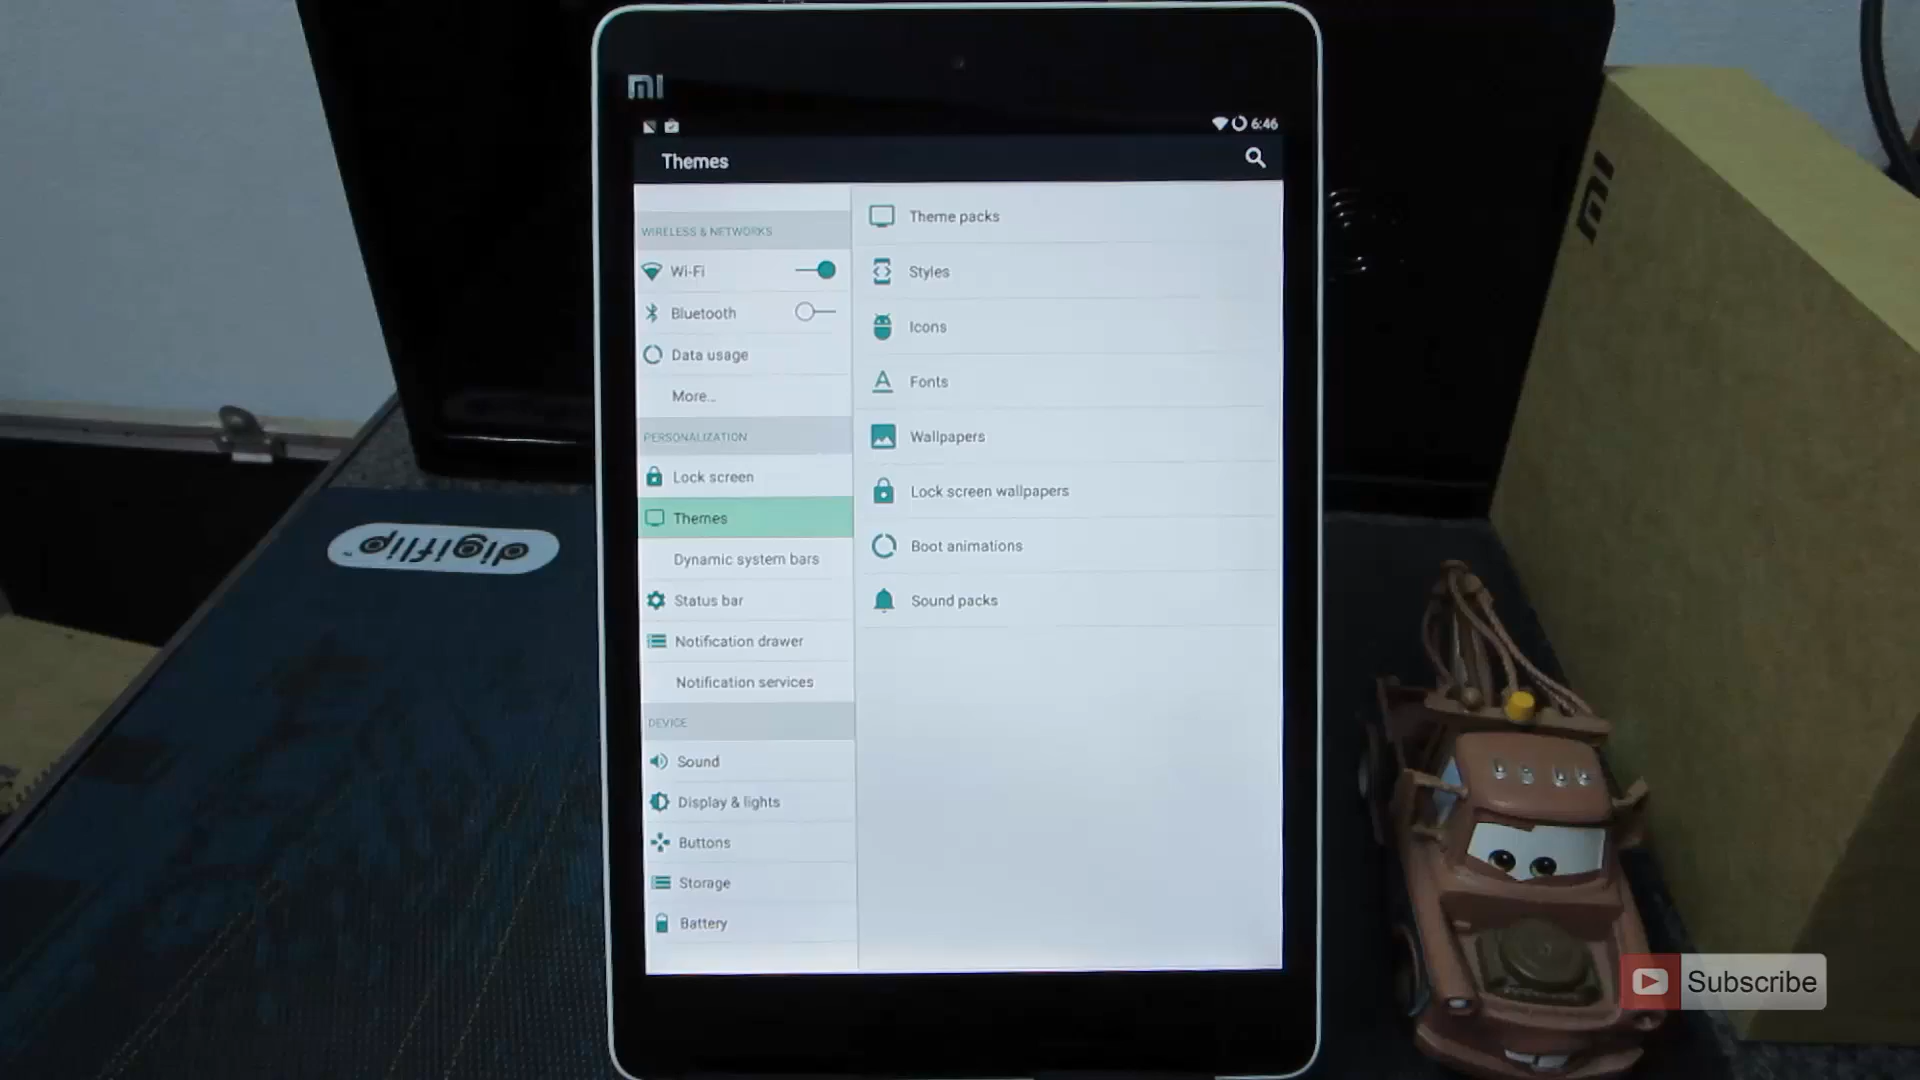 mi
6:46
Themes
WIRELESS & NETWORKS
Wi-Fi
Bluetooth
Data usage
More...
PERSONALIZATION
Lock screen
Themes
Dynamic system bars
Status bar
Notification drawer
Notification services
DEVICE
Sound
Display & lights
Buttons
Storage
Battery
Theme packs
Styles
Icons
Fonts
Wallpapers
Lock screen wallpapers
Boot animations
Sound packs
digiflip™
mi
Subscribe